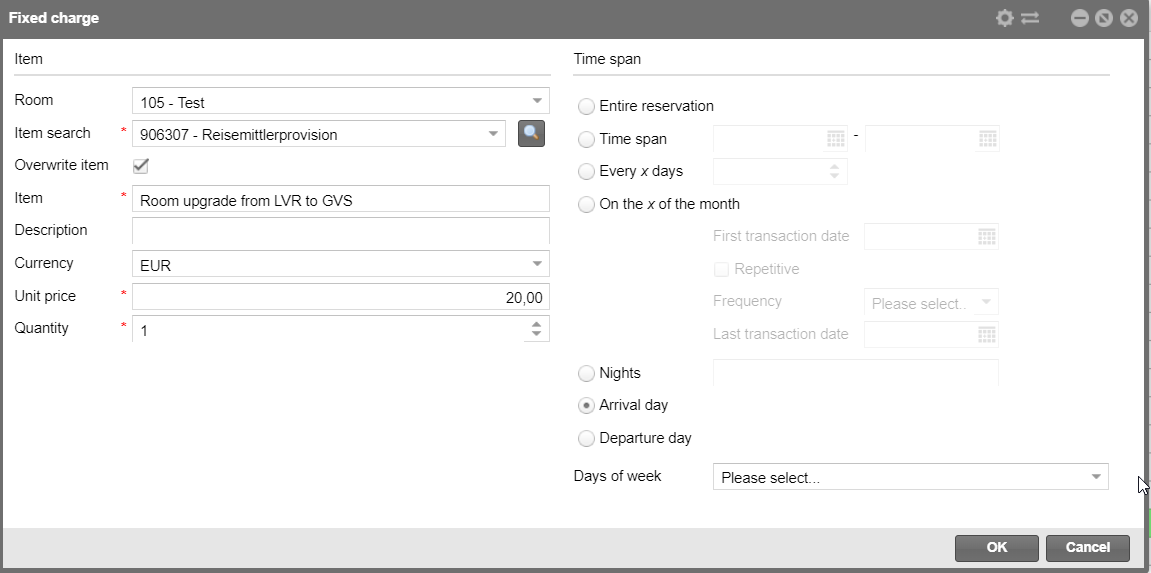 Fixed charge
Item
Room
105 - Test
Item search * 906307 - Reisemittlerprovision
Overwrite item
Item * Room upgrade from LVR to GVS
Description
Currency EUR
Unit price * 20,00
Quantity * 1
Time span
Entire reservation
Time span -
Every x days
On the x of the month
First transaction date
Repetitive
Frequency Please select..
Last transaction date
Nights
Arrival day
Departure day
Days of week Please select...
OK Cancel